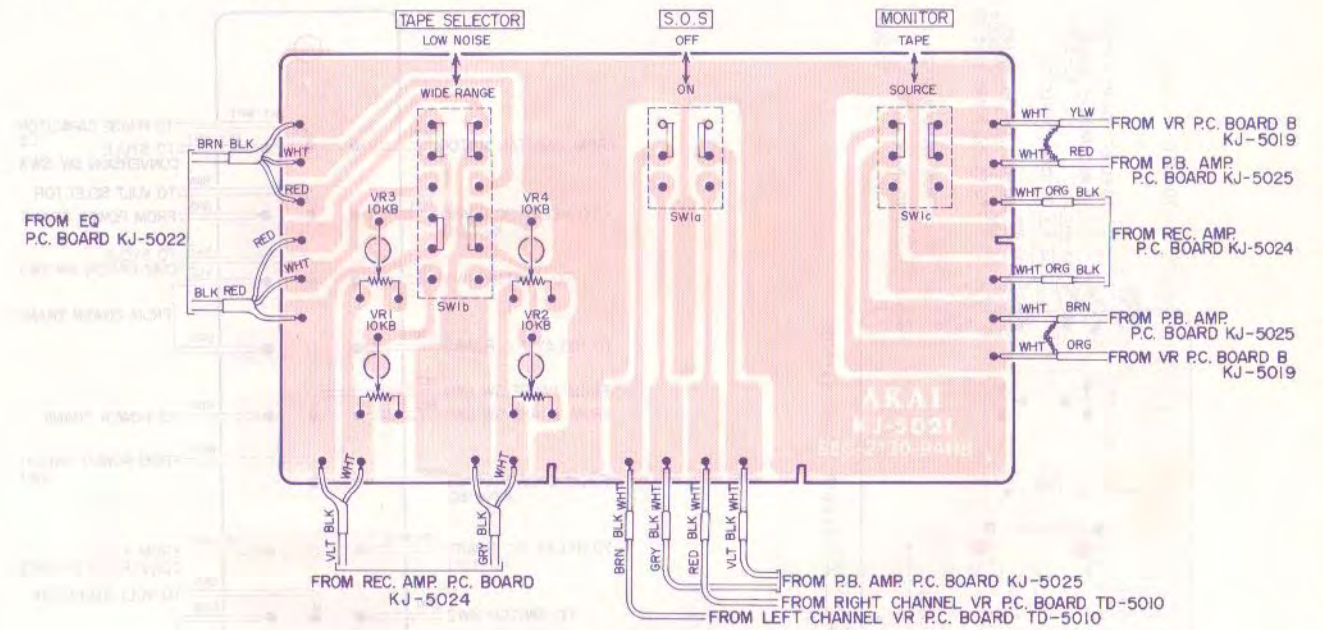 TAPE SELECTOR
LOW NOISE
WIDE RANGE
S.O.S
OFF
ON
MONITOR
TAPE
SOURCE
BRN BLK
WHT
RED
FROM EQ
P.C. BOARD KJ-5022
RED
WHT
BLK RED
VR3
10KB
VR4
10KB
VR1
10KB
VR2
10KB
SW1b
SW1a
SW1c
WHT YLW
FROM VR P.C. BOARD B
KJ-5019
WHT RED
FROM P.B. AMP.
P.C. BOARD KJ-5025
WHT ORG BLK
FROM REC. AMP.
P.C. BOARD KJ-5024
WHT ORG BLK
WHT BRN
FROM P.B. AMP.
P.C. BOARD KJ-5025
WHT ORG
FROM VR P.C. BOARD B
KJ-5019
AKAI
KJ-5021
VLT BLK WHT
GRY BLK WHT
FROM REC. AMP. P.C. BOARD
KJ-5024
BRN BLK WHT
GRY BLK WHT
RED BLK WHT
VLT BLK WHT
FROM P.B. AMP. P.C. BOARD KJ-5025
FROM RIGHT CHANNEL VR P.C. BOARD TD-5010
FROM LEFT CHANNEL VR P.C. BOARD TD-5010